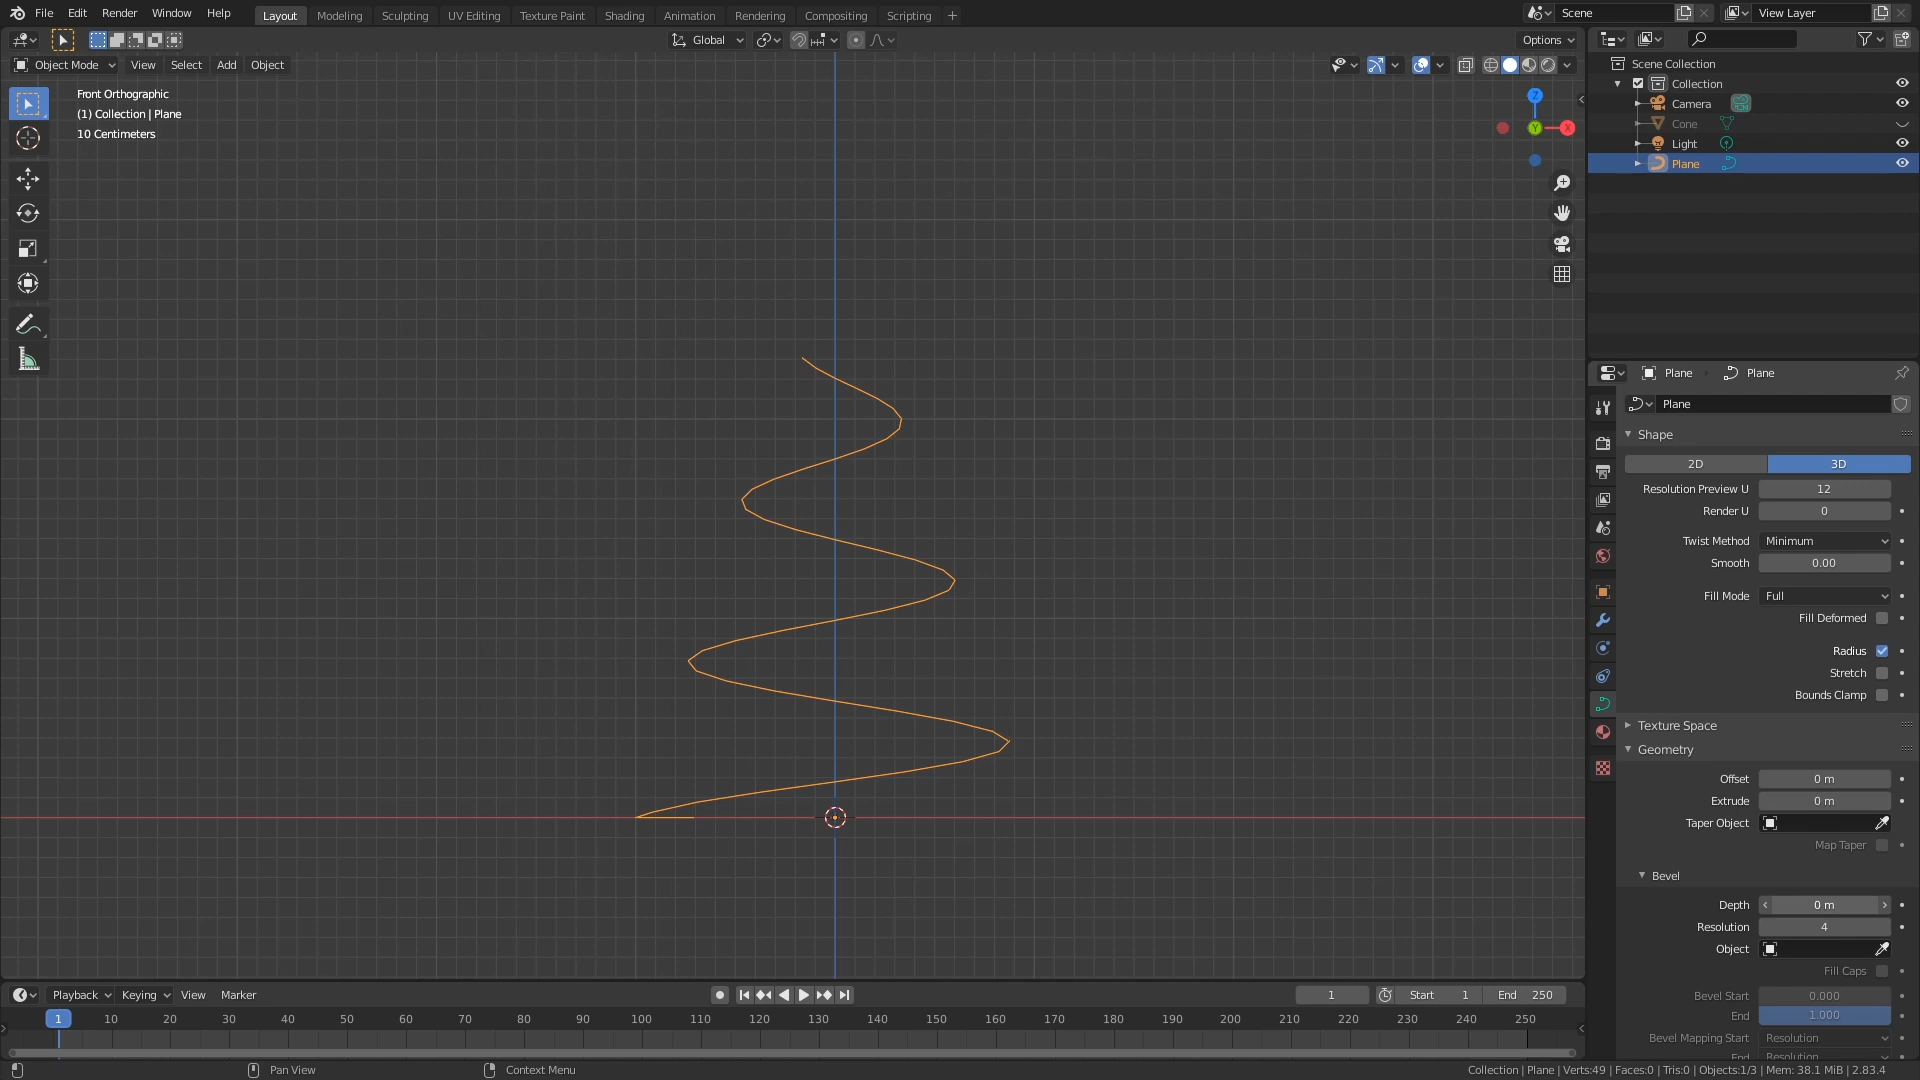 File Edit Render Window Help Layout Modeling Sculpting UV Editing Texture Paint Shading Animation Rendering Compositing Scripting + Scene View Layer
Global Options
Object Mode View Select Add Object
Front Orthographic
(1) Collection | Plane
10 Centimeters
Z
Y
X
Scene Collection
Collection
Camera
Cone
Light
Plane
Plane Plane
Plane
Shape
2D 3D
Resolution Preview U 12
Render U 0
Twist Method Minimum
Smooth 0.00
Fill Mode Full
Fill Deformed
Radius
Stretch
Bounds Clamp
Texture Space
Geometry
Offset 0 m
Extrude 0 m
Taper Object
Map Taper
Bevel
Depth 0 m
Resolution 4
Object
Fill Caps
Bevel Start 0.000
End 1.000
Bevel Mapping Start Resolution
End Resolution
Playback Keying View Marker 1 Start 1 End 250
1 10 20 30 40 50 60 70 80 90 100 110 120 130 140 150 160 170 180 190 200 210 220 230 240 250
Pan View Context Menu Collection | Plane | Verts:49 | Faces:0 | Tris:0 | Objects:1/3 | Mem: 38.1 MiB | 2.83.4